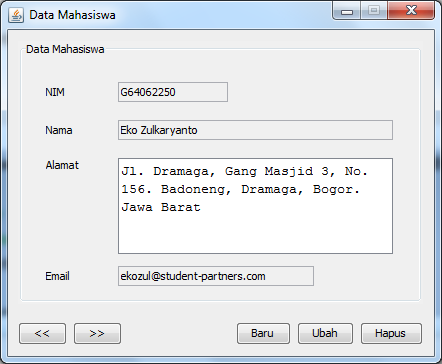 Data Mahasiswa
Data Mahasiswa
NIM G64062250
Nama Eko Zulkaryanto
Alamat Jl. Dramaga, Gang Masjid 3, No.
156. Badoneng, Dramaga, Bogor.
Jawa Barat
Email ekozul@student-partners.com
<< >> Baru Ubah Hapus